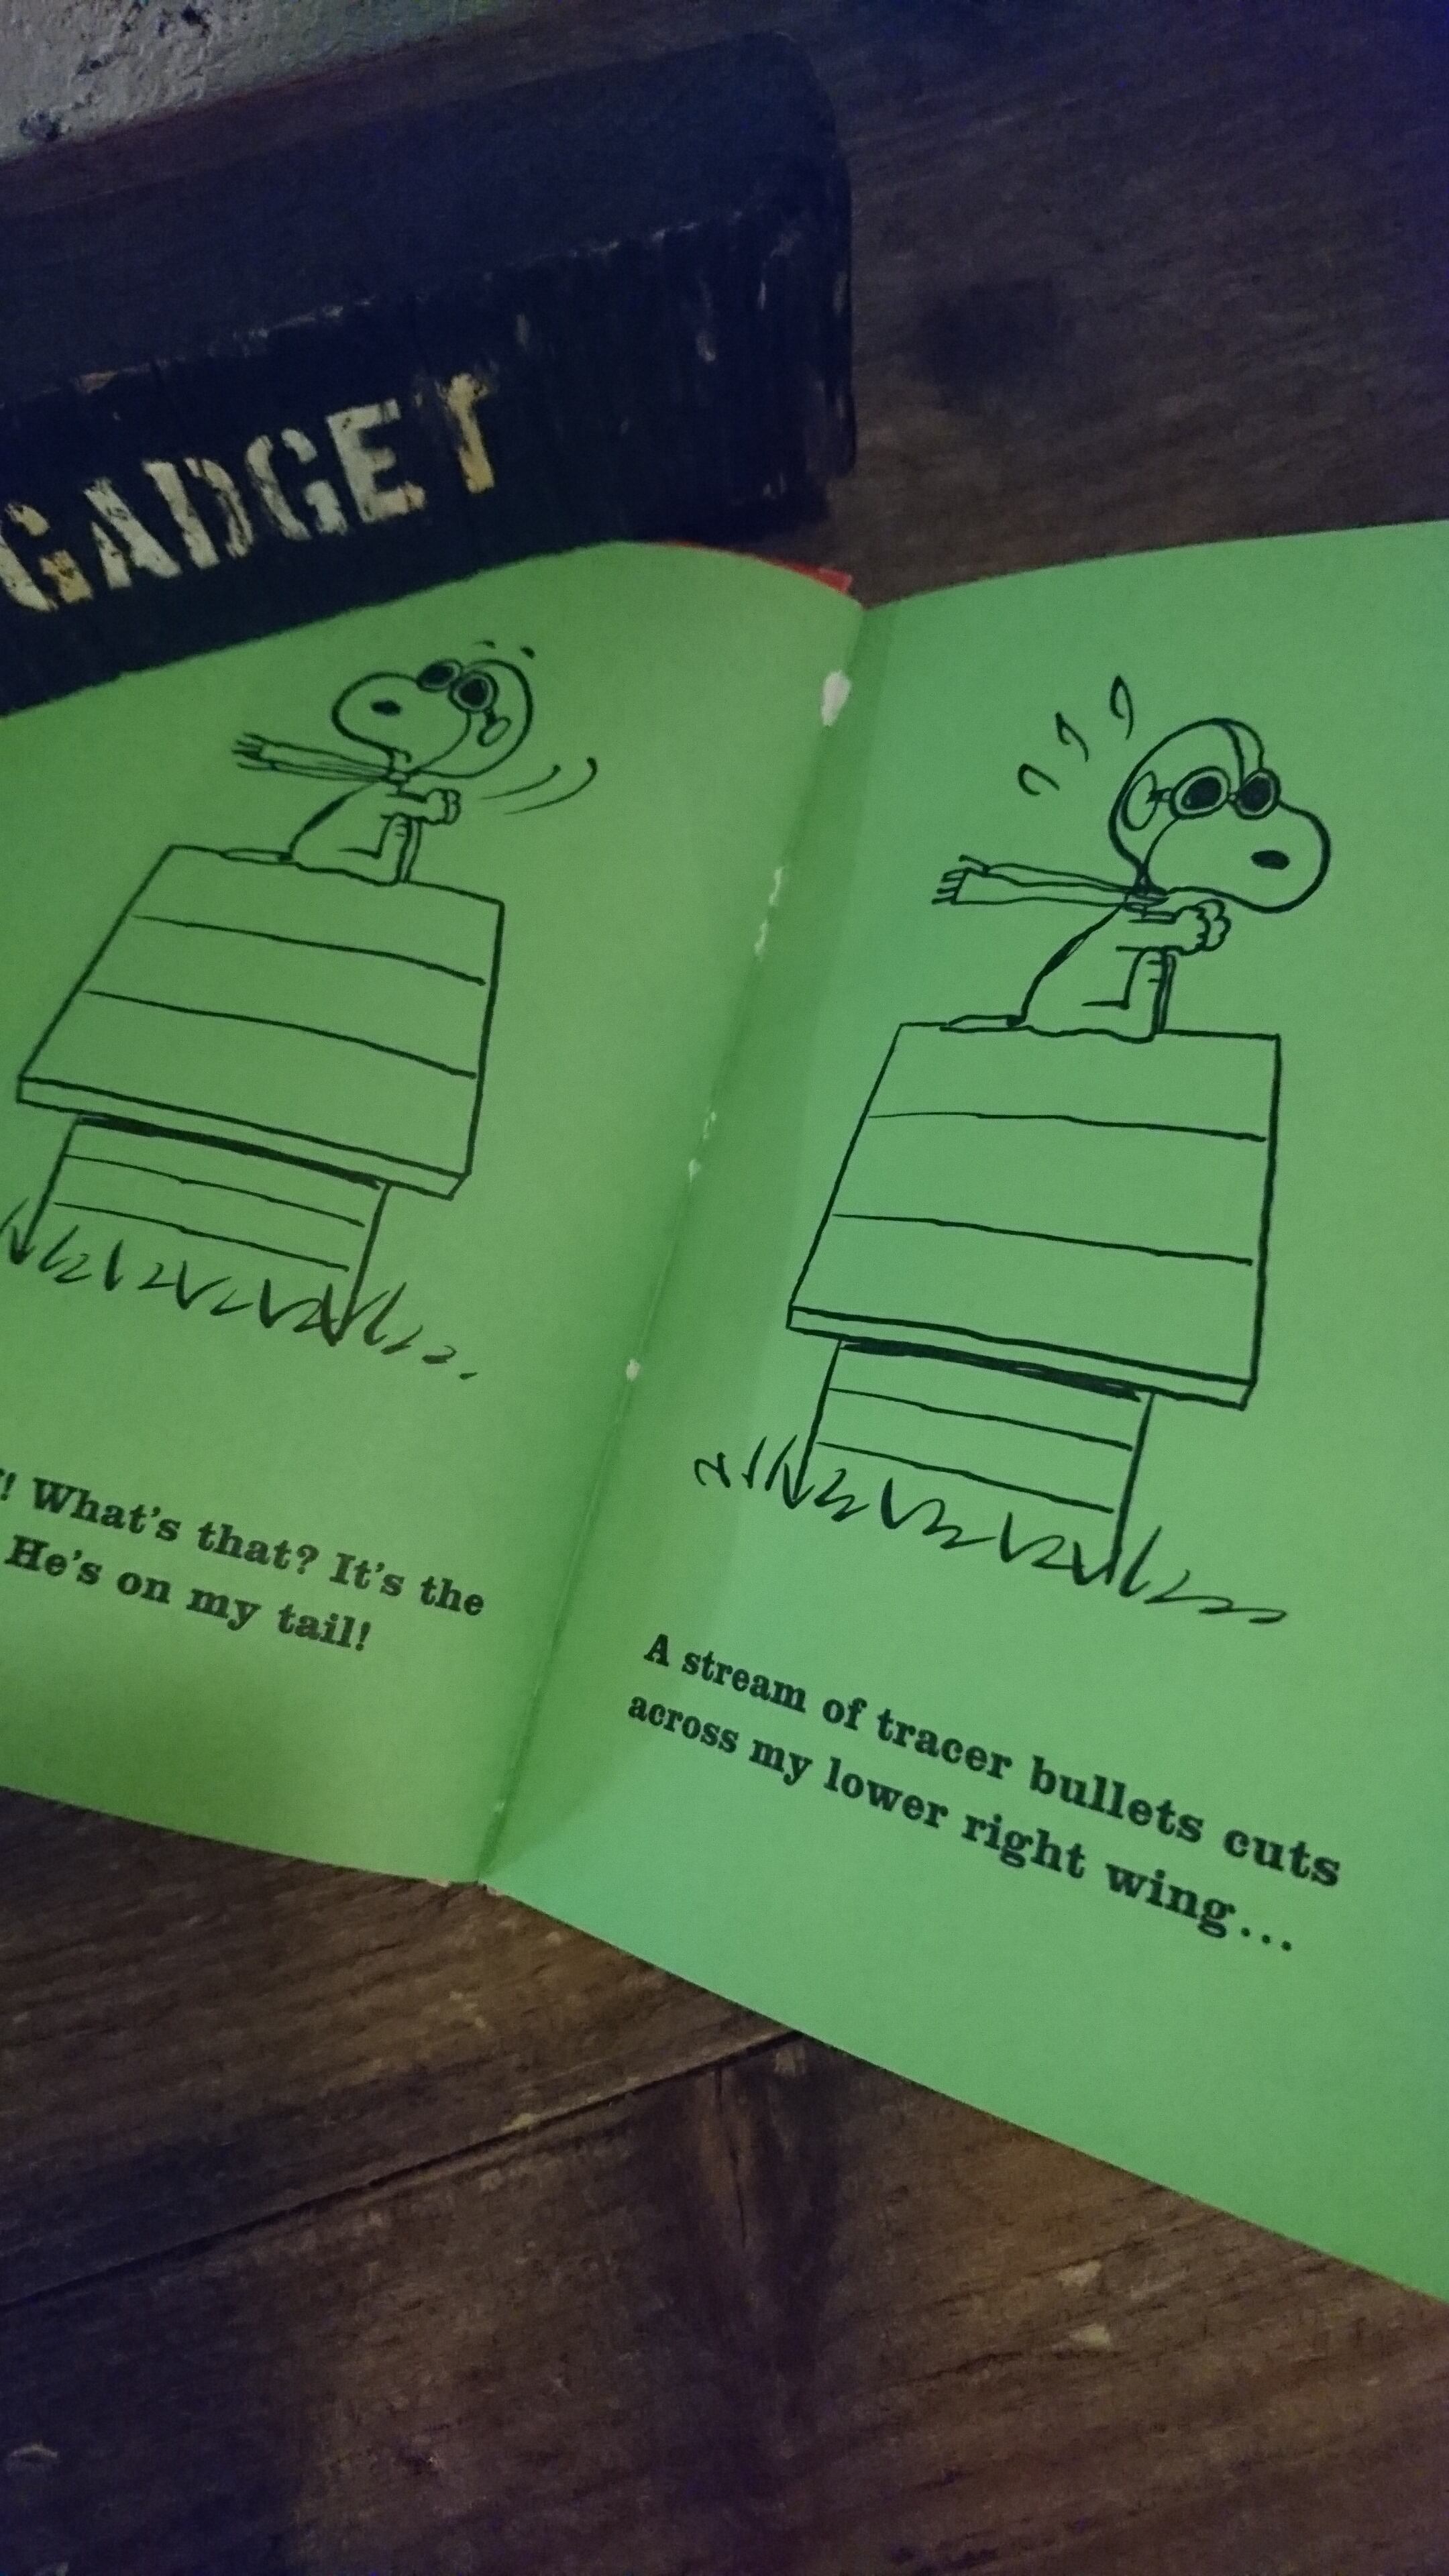 GADGET
! What's that? It's the
He's on my tail!
A stream of tracer bullets cuts
across my lower right wing...